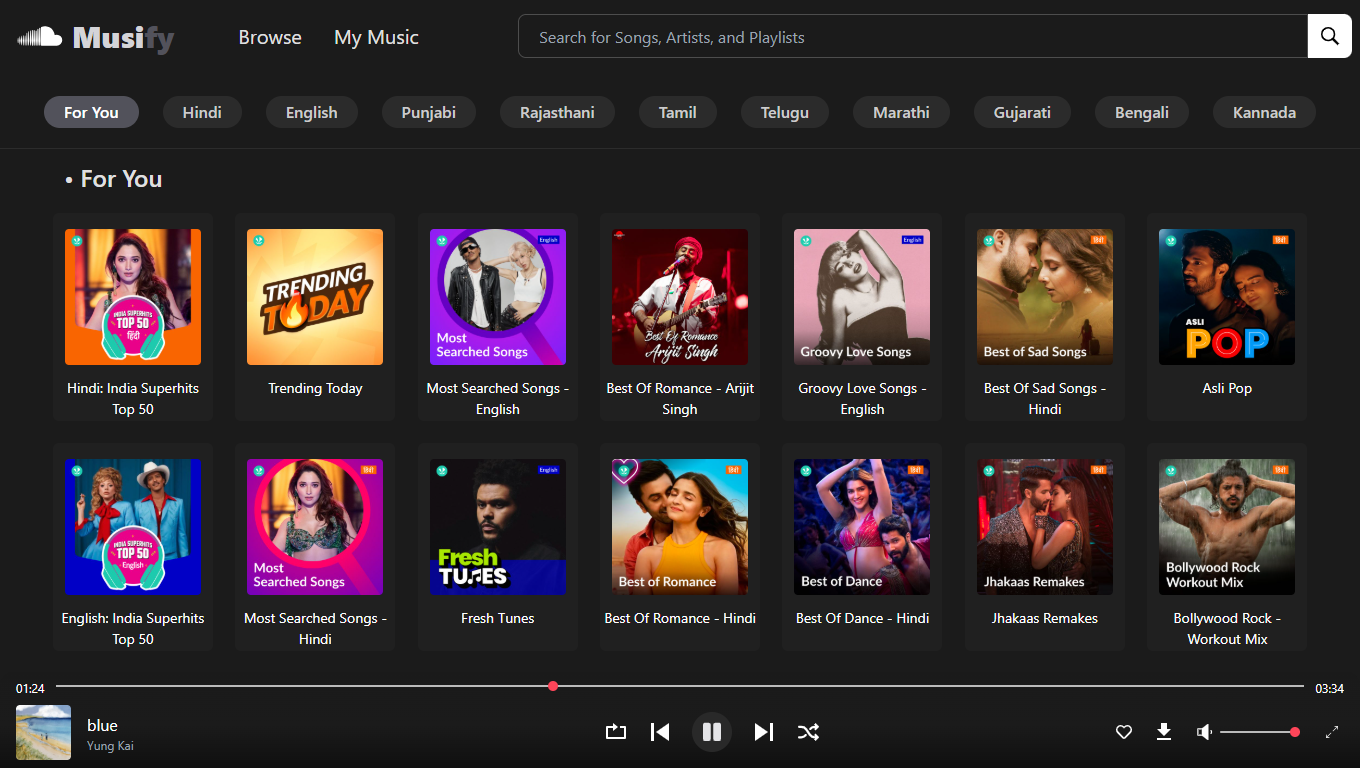 Musify
Browse
My Music
Search for Songs, Artists, and Playlists
For You
Hindi
English
Punjabi
Rajasthani
Tamil
Telugu
Marathi
Gujarati
Bengali
Kannada
• For You
INDIA SUPERHITS
TOP 50
हिंदी
Hindi: India Superhits
Top 50
TRENDING
TODAY
Trending Today
English
Most
Searched Songs
Most Searched Songs -
English
Best Of Romance
Arijit Singh
Best Of Romance - Arijit
Singh
English
Groovy Love Songs
Groovy Love Songs -
English
हिंदी
Best of Sad Songs
Best Of Sad Songs -
Hindi
हिंदी
ASLI
POP
Asli Pop
INDIA SUPERHITS
TOP 50
English
English: India Superhits
Top 50
हिंदी
Most
Searched Songs
Most Searched Songs -
Hindi
English
Fresh
TUNES
Fresh Tunes
हिंदी
Best of Romance
Best Of Romance - Hindi
हिंदी
Best of Dance
Best Of Dance - Hindi
हिंदी
Jhakaas Remakes
Jhakaas Remakes
हिंदी
Bollywood Rock
Workout Mix
Bollywood Rock -
Workout Mix
01:24
03:34
blue
Yung Kai